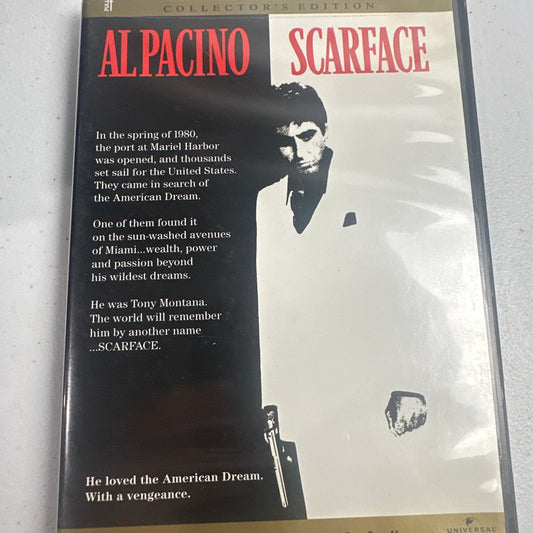 COLLECTOR'S EDITION
AL PACINO SCARFACE
In the spring of 1980,
the port at Mariel Harbor
was opened, and thousands
set sail for the United States.
They came in search of
the American Dream.
One of them found it
on the sun-washed avenues
of Miami...wealth, power
and passion beyond
his wildest dreams.
He was Tony Montana.
The world will remember
him by another name
...SCARFACE.
He loved the American Dream.
With a vengeance.
UNIVERSAL